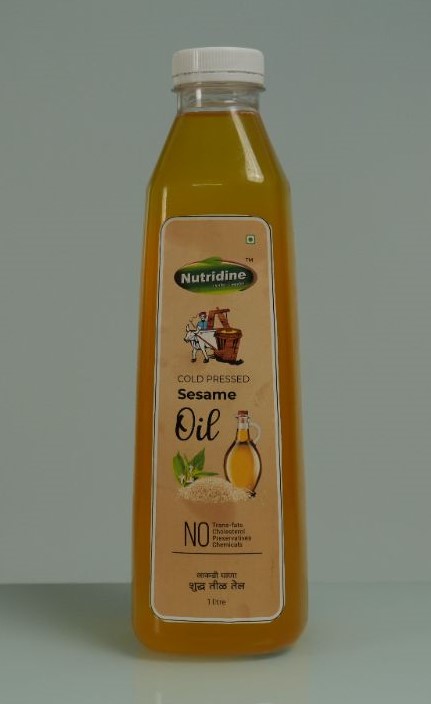 TM
Nutridine
COLD PRESSED
Sesame
Oil
NO
Trans-fats
Cholesterol
Preservatives
Chemicals
लाकडी घाणा
शुद्ध तीळ तेल
1 litre